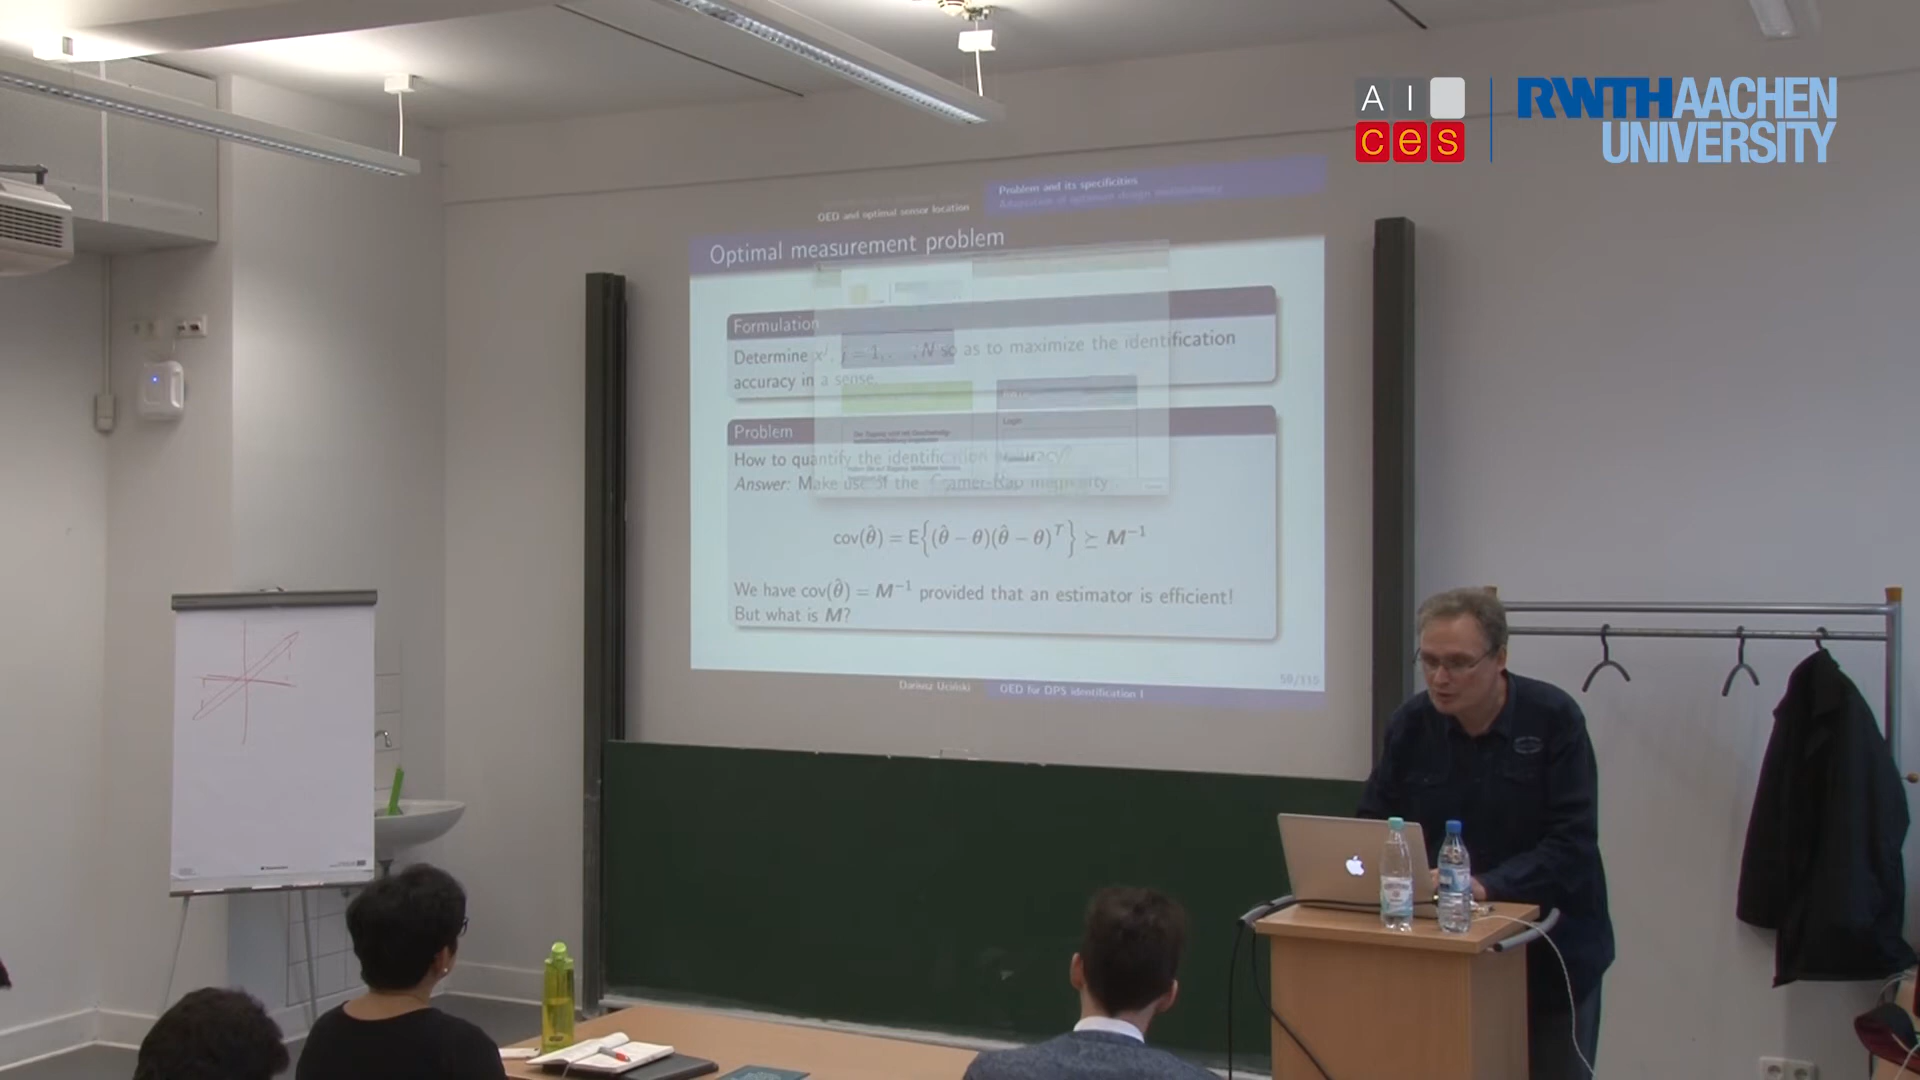 AI
ces
RWTHAACHEN
UNIVERSITY
Problem and its specificities
OED and optimal sensor location
Optimal measurement problem
Formulation
Determine x^j, j = 1, . . . , N so as to maximize the identification
accuracy in a sense.
Problem
How to quantify the identification accuracy?
Answer: Make use of the Cramer-Rao inequality
Login
cov(θ̂) = E{(θ̂ − θ)(θ̂ − θ)^T} ⪰ M^−1
We have cov(θ̂) = M^−1 provided that an estimator is efficient!
But what is M?
Dariusz Uciński
OED for DPS identification I
58/115